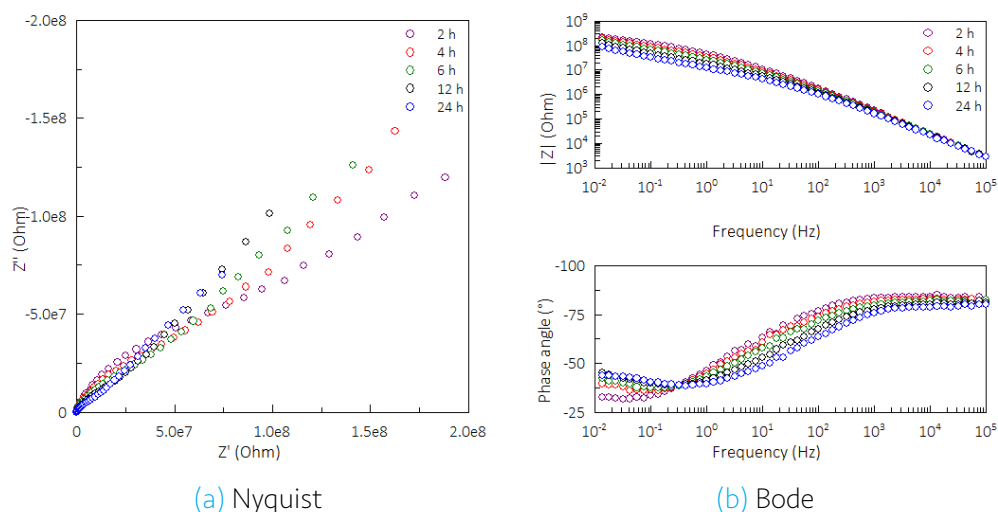 -2.0e8
-1.5e8
-1.0e8
-5.0e7
0
Z'' (Ohm)
0
5.0e7
1.0e8
1.5e8
2.0e8
Z' (Ohm)
2 h
4 h
6 h
12 h
24 h
(a) Nyquist
10⁹
10⁸
10⁷
10⁶
10⁵
10⁴
10³
|Z| (Ohm)
10⁻² 10⁻¹ 10⁰ 10¹ 10² 10³ 10⁴ 10⁵
Frequency (Hz)
2 h
4 h
6 h
12 h
24 h
-100
-75
-50
-25
Phase angle (°)
10⁻² 10⁻¹ 10⁰ 10¹ 10² 10³ 10⁴ 10⁵
Frequency (Hz)
(b) Bode